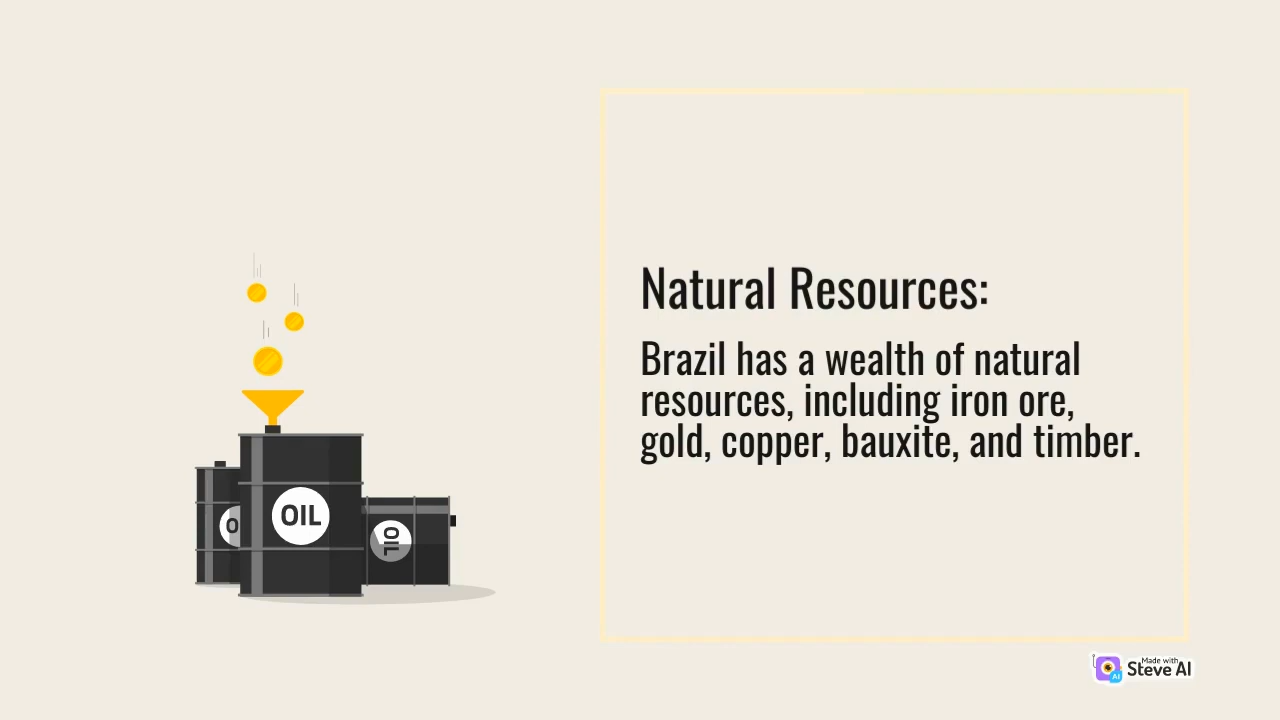 Natural Resources:
Brazil has a wealth of natural
resources, including iron ore,
gold, copper, bauxite, and timber.
OIL
O
OIL
Made with
Steve AI
AI